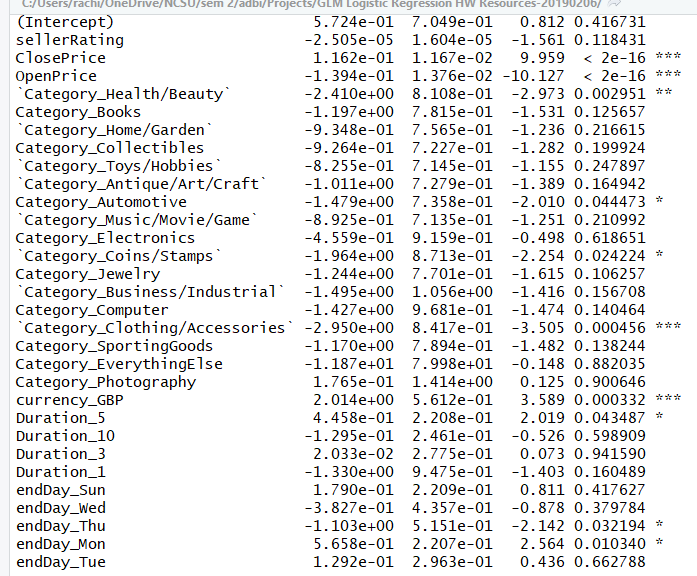 C:/Users/rachi/OneDrive/NCSU/sem 2/adbi/Projects/GLM Logistic Regression HW Resources-20190206/
(Intercept) 5.724e-01 7.049e-01 0.812 0.416731
sellerRating -2.505e-05 1.604e-05 -1.561 0.118431
ClosePrice 1.162e-01 1.167e-02 9.959 < 2e-16 ***
OpenPrice -1.394e-01 1.376e-02 -10.127 < 2e-16 ***
`Category_Health/Beauty` -2.410e+00 8.108e-01 -2.973 0.002951 **
Category_Books -1.197e+00 7.815e-01 -1.531 0.125657
`Category_Home/Garden` -9.348e-01 7.565e-01 -1.236 0.216615
Category_Collectibles -9.264e-01 7.227e-01 -1.282 0.199924
`Category_Toys/Hobbies` -8.255e-01 7.145e-01 -1.155 0.247897
`Category_Antique/Art/Craft` -1.011e+00 7.279e-01 -1.389 0.164942
Category_Automotive -1.479e+00 7.358e-01 -2.010 0.044473 *
`Category_Music/Movie/Game` -8.925e-01 7.135e-01 -1.251 0.210992
Category_Electronics -4.559e-01 9.159e-01 -0.498 0.618651
`Category_Coins/Stamps` -1.964e+00 8.713e-01 -2.254 0.024224 *
Category_Jewelry -1.244e+00 7.701e-01 -1.615 0.106257
`Category_Business/Industrial` -1.495e+00 1.056e+00 -1.416 0.156708
Category_Computer -1.427e+00 9.681e-01 -1.474 0.140464
`Category_Clothing/Accessories` -2.950e+00 8.417e-01 -3.505 0.000456 ***
Category_SportingGoods -1.170e+00 7.894e-01 -1.482 0.138244
Category_EverythingElse -1.187e+01 7.998e+01 -0.148 0.882035
Category_Photography 1.765e-01 1.414e+00 0.125 0.900646
currency_GBP 2.014e+00 5.612e-01 3.589 0.000332 ***
Duration_5 4.458e-01 2.208e-01 2.019 0.043487 *
Duration_10 -1.295e-01 2.461e-01 -0.526 0.598909
Duration_3 2.033e-02 2.775e-01 0.073 0.941590
Duration_1 -1.330e+00 9.475e-01 -1.403 0.160489
endDay_Sun 1.790e-01 2.209e-01 0.811 0.417627
endDay_Wed -3.827e-01 4.357e-01 -0.878 0.379784
endDay_Thu -1.103e+00 5.151e-01 -2.142 0.032194 *
endDay_Mon 5.658e-01 2.207e-01 2.564 0.010340 *
endDay_Tue 1.292e-01 2.963e-01 0.436 0.662788